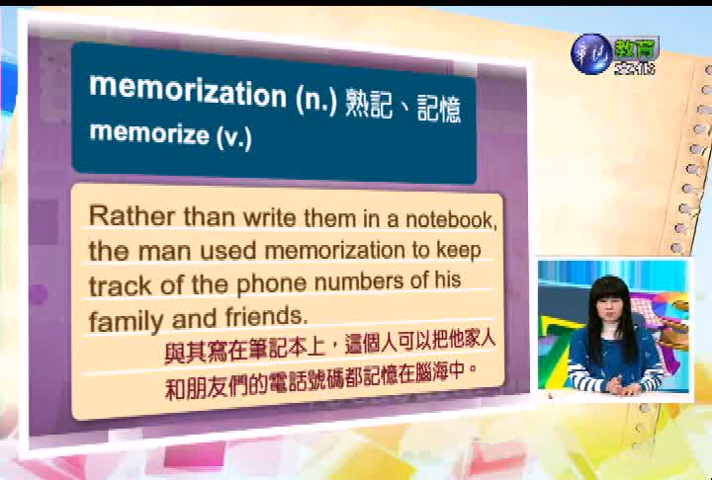 memorization (n.) 熟記、記憶
memorize (v.)
Rather than write them in a notebook,
the man used memorization to keep
track of the phone numbers of his
family and friends.
與其寫在筆記本上，這個人可以把他家人
和朋友們的電話號碼都記憶在腦海中。
華視
教育